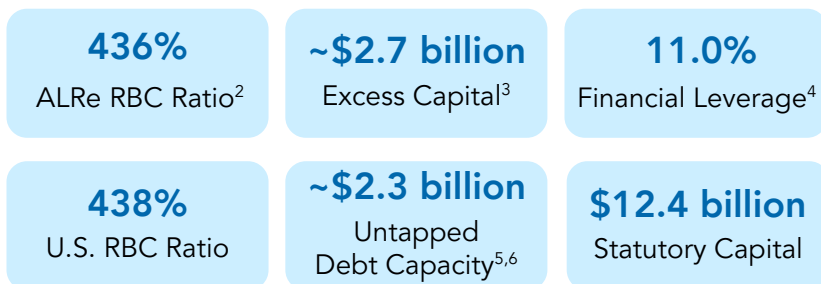 436%
ALRe RBC Ratio2
~$2.7 billion
Excess Capital3
11.0%
Financial Leverage4
438%
U.S. RBC Ratio
~$2.3 billion
Untapped
Debt Capacity5,6
$12.4 billion
Statutory Capital